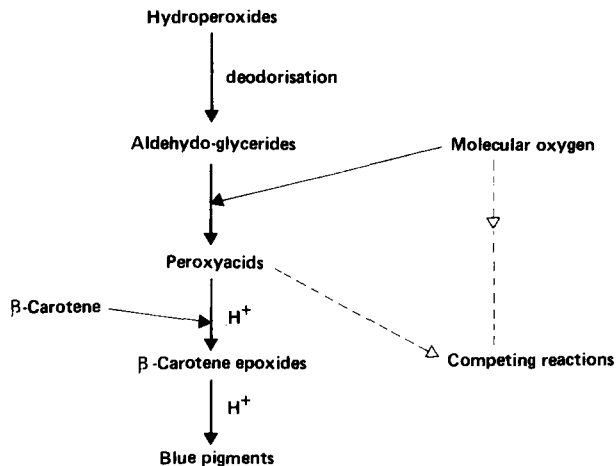 Hydroperoxides
deodorisation
Aldehydo-glycerides
Molecular oxygen
Peroxyacids
β-Carotene
H+
β-Carotene epoxides
Competing reactions
H+
Blue pigments